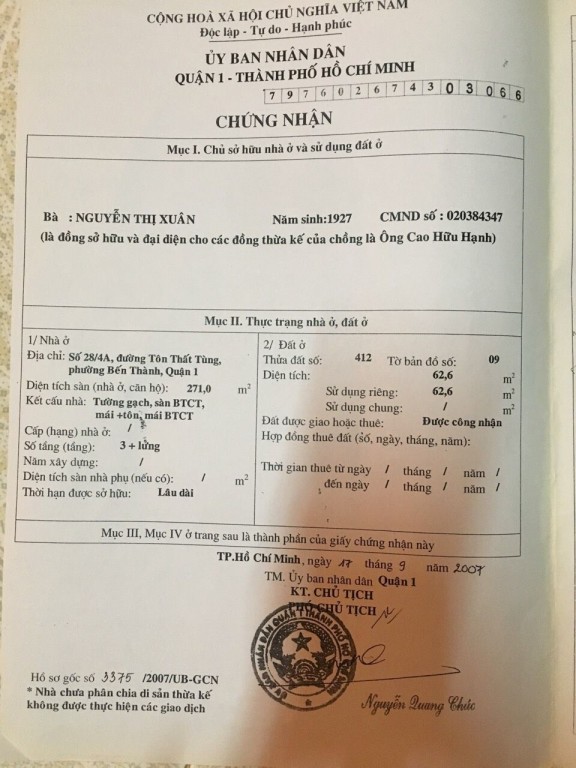 CỘNG HOÀ XÃ HỘI CHỦ NGHĨA VIỆT NAM
Độc lập - Tự do - Hạnh phúc
ỦY BAN NHÂN DÂN
QUẬN 1 - THÀNH PHỐ HỒ CHÍ MINH
7 9 7 6 0 2 6 7 4 3 0 3 0 6 6
CHỨNG NHẬN
Mục I. Chủ sở hữu nhà ở và sử dụng đất ở
Bà : NGUYỄN THỊ XUÂN Năm sinh:1927 CMND số : 020384347
(là đồng sở hữu và đại diện cho các đồng thừa kế của chồng là Ông Cao Hữu Hạnh)
Mục II. Thực trạng nhà ở, đất ở
1/ Nhà ở
Địa chỉ: Số 28/4A, đường Tôn Thất Tùng,
phường Bến Thành, Quận 1
Diện tích sàn (nhà ở, căn hộ): 271,0 m²
Kết cấu nhà: Tường gạch, sàn BTCT,
mái +tôn, mái BTCT
Cấp (hạng) nhà ở: /
Số tầng (tầng): 3 + lửng
Năm xây dựng: /
Diện tích sàn nhà phụ (nếu có): / m²
Thời hạn được sở hữu: Lâu dài
2/ Đất ở
Thửa đất số: 412 Tờ bản đồ số: 09
Diện tích: 62,6 m²
Sử dụng riêng: 62,6 m²
Sử dụng chung: / m²
Đất được giao hoặc thuê: Được công nhận
Hợp đồng thuê đất (số, ngày, tháng, năm):
Thời gian thuê từ ngày / tháng / năm /
đến ngày / tháng / năm /
Mục III, Mục IV ở trang sau là thành phần của giấy chứng nhận này
TP.Hồ Chí Minh, ngày 17 tháng 9 năm 2007
TM. Ủy ban nhân dân Quận 1
KT. CHỦ TỊCH
PHÓ CHỦ TỊCH
Hồ sơ gốc số 3375 /2007/UB-GCN
* Nhà chưa phân chia di sản thừa kế
không được thực hiện các giao dịch
Nguyễn Quang Chúc